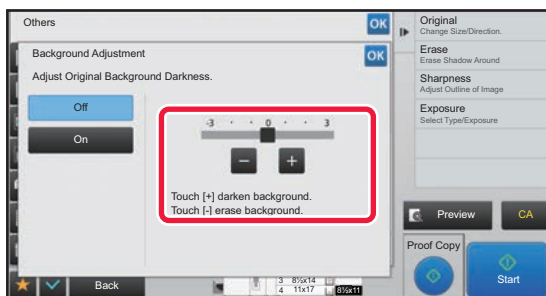 Others
OK
Background Adjustment
OK
Adjust Original Background Darkness.
Off
On
-3 · · 0 · · 3
− +
Touch [+] darken background.
Touch [-] erase background.
Back
3 8½x14
4 11x17
8½x11
Original
Change Size/Direction.
Erase
Erase Shadow Around
Sharpness
Adjust Outline of Image
Exposure
Select Type/Exposure
Preview
CA
Proof Copy
Start